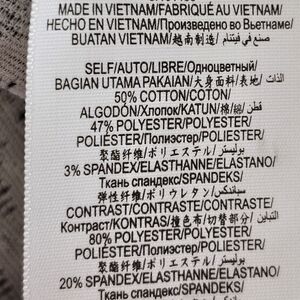 MADE IN VIETNAM/FABRIQUÉ AU VIETNAM/
HECHO EN VIETNAM/Произведено во Вьетнаме/
BUATAN VIETNAM/越南制造/ صنع في فيتنام
SELF/AUTO/LIBRE/Одноцветный/
BAGIAN UTAMA PAKAIAN/大身面料/表地/ الذات
50% COTTON/COTON/
ALGODÓN/Хлопок/KATUN/棉/綿/ قطن
47% POLYESTER/POLYESTER/
POLIÉSTER/Полиэстер/POLIESTER/
聚酯纤维/ポリエステル/ بوليستر
3% SPANDEX/ELASTHANNE/ELASTANO/
Ткань спандекс/SPANDEKS/
弹性纤维/ポリウレタン/ سباندكس
CONTRAST/CONTRASTE/CONTRASTE/
Контраст/KONTRAS/撞色布/切替部分/ التباين
80% POLYESTER/POLYESTER/
POLIÉSTER/Полиэстер/POLIESTER/
聚酯纤维/ポリエステル/ بوليستر
20% SPANDEX/ELASTHANNE/ELASTANO/
Ткань спандекс/SPANDEKS/